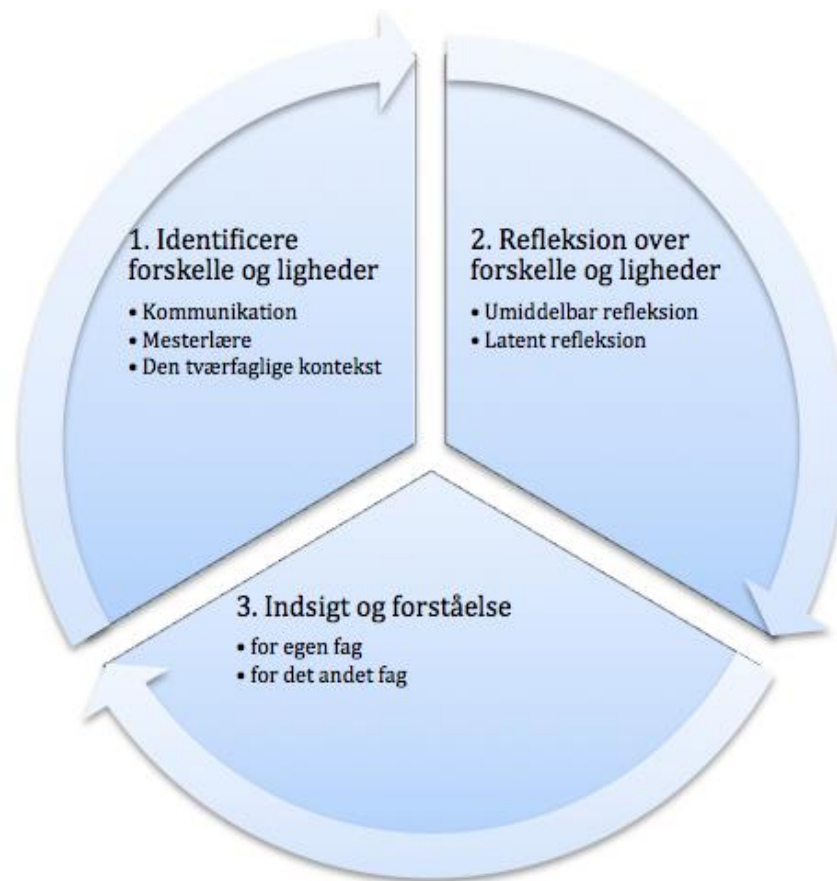 1. Identificere
forskelle og ligheder
• Kommunikation
• Mesterlære
• Den tværfaglige kontekst
2. Refleksion over
forskelle og ligheder
• Umiddelbar refleksion
• Latent refleksion
3. Indsigt og forståelse
• for egen fag
• for det andet fag